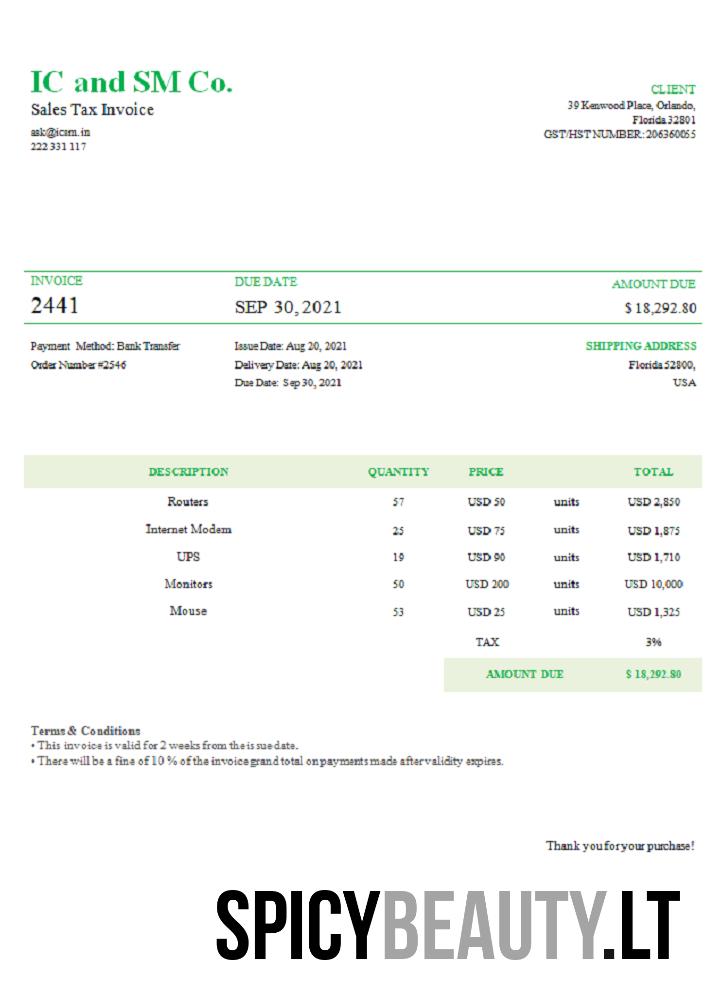 IC and SM Co.
Sales Tax Invoice
ask@icsm.in
222 331 117
CLIENT
39 Kenwood Place, Orlando,
Florida 32801
GST/HST NUMBER: 206360055
INVOICE
2441
DUE DATE
SEP 30, 2021
AMOUNT DUE
$ 18,292.80
Payment Method: Bank Transfer
Order Number #2546
Issue Date: Aug 20, 2021
Delivery Date: Aug 20, 2021
Due Date: Sep 30, 2021
SHIPPING ADDRESS
Florida 52800,
USA
DESCRIPTION QUANTITY PRICE TOTAL
Routers 57 USD 50 units USD 2,850
Internet Modem 25 USD 75 units USD 1,875
UPS 19 USD 90 units USD 1,710
Monitors 50 USD 200 units USD 10,000
Mouse 53 USD 25 units USD 1,325
TAX 3%
AMOUNT DUE $ 18,292.80
Terms & Conditions
• This invoice is valid for 2 weeks from the issue date.
• There will be a fine of 10 % of the invoice grand total on payments made after validity expires.
Thank you for your purchase!
SPICYBEAUTY.LT